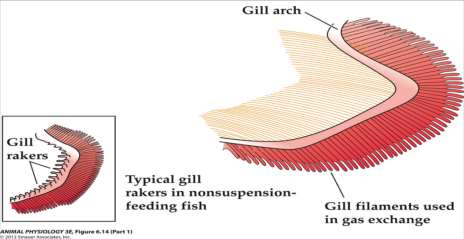 Gill arch
Gill
rakers
Typical gill
rakers in nonsuspension-
feeding fish
Gill filaments used
in gas exchange
ANIMAL PHYSIOLOGY 3E, Figure 6.14 (Part 1)
© 2012 Sinauer Associates, Inc.